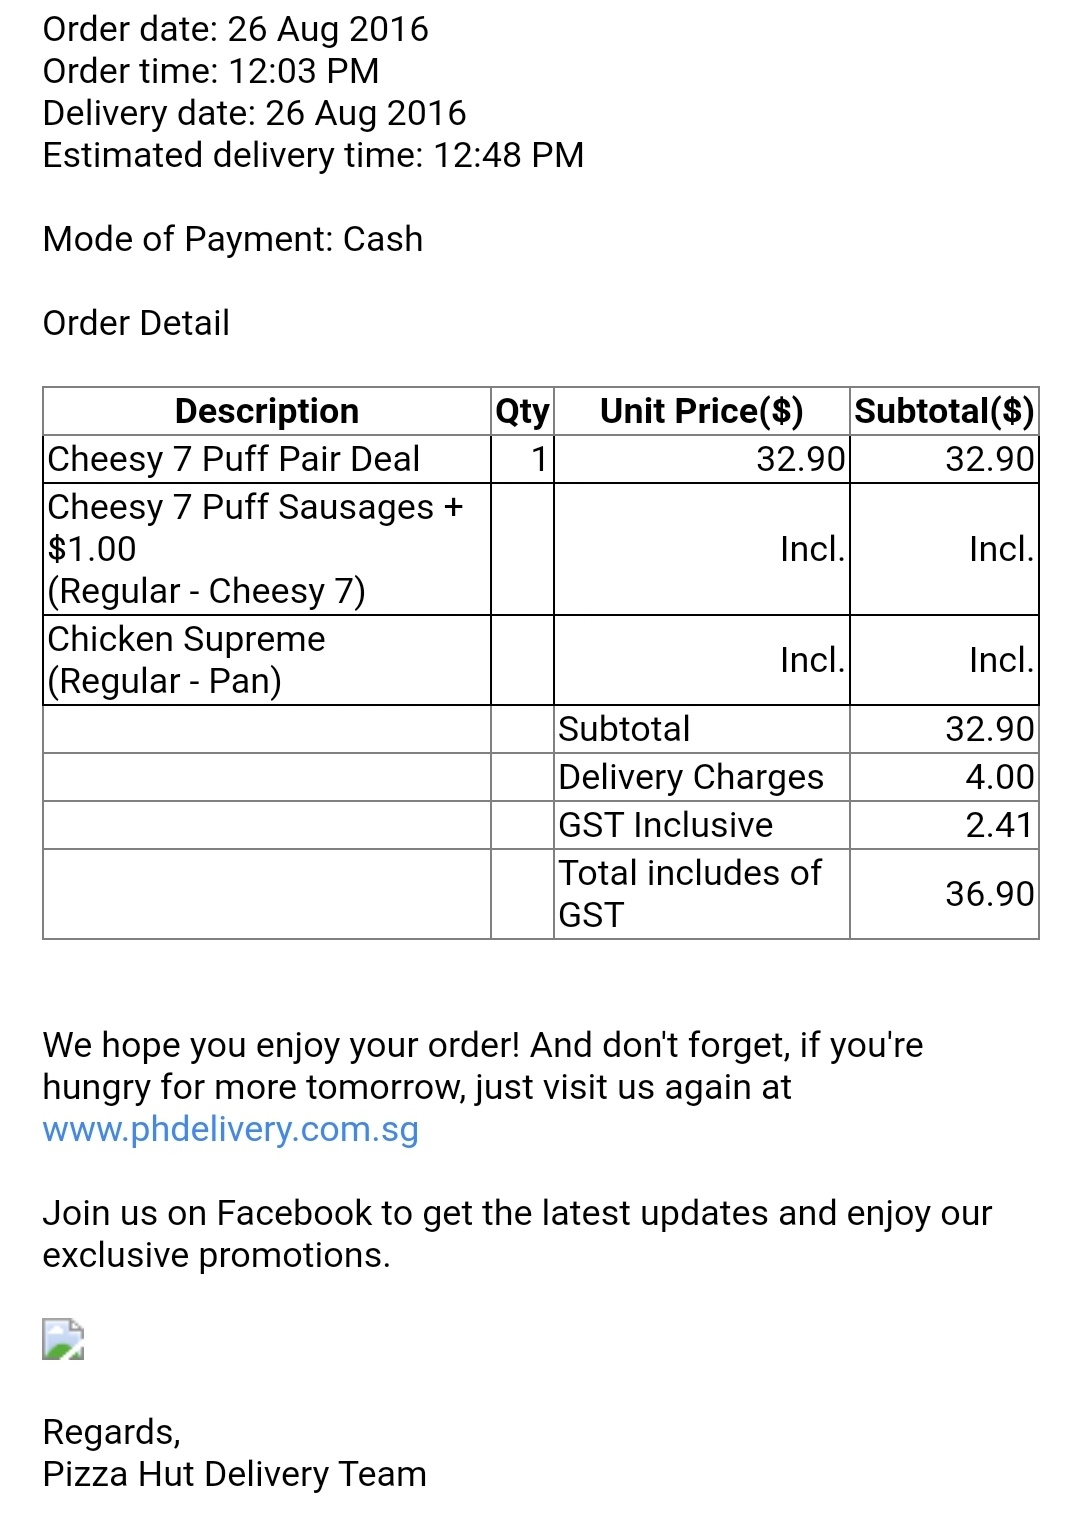 Order date: 26 Aug 2016
Order time: 12:03 PM
Delivery date: 26 Aug 2016
Estimated delivery time: 12:48 PM
Mode of Payment: Cash
Order Detail
Description Qty Unit Price($) Subtotal($)
Cheesy 7 Puff Pair Deal 1 32.90 32.90
Cheesy 7 Puff Sausages +
$1.00 Incl. Incl.
(Regular - Cheesy 7)
Chicken Supreme
(Regular - Pan) Incl. Incl.
Subtotal 32.90
Delivery Charges 4.00
GST Inclusive 2.41
Total includes of
GST 36.90
We hope you enjoy your order! And don't forget, if you're
hungry for more tomorrow, just visit us again at
www.phdelivery.com.sg
Join us on Facebook to get the latest updates and enjoy our
exclusive promotions.
Regards,
Pizza Hut Delivery Team